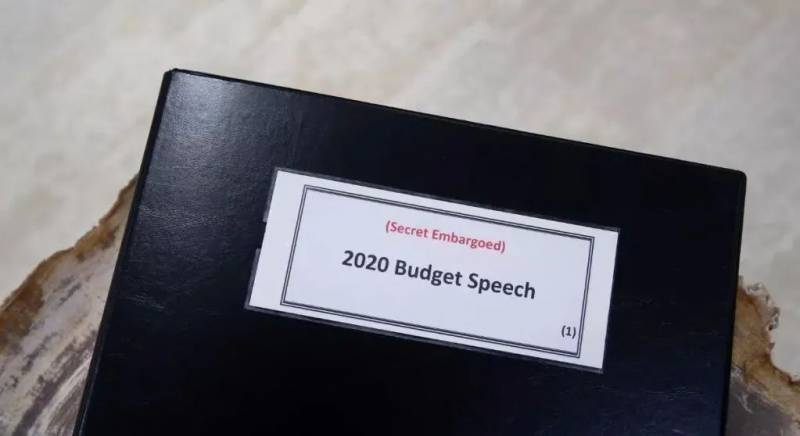 (Secret Embargoed)
2020 Budget Speech
(1)